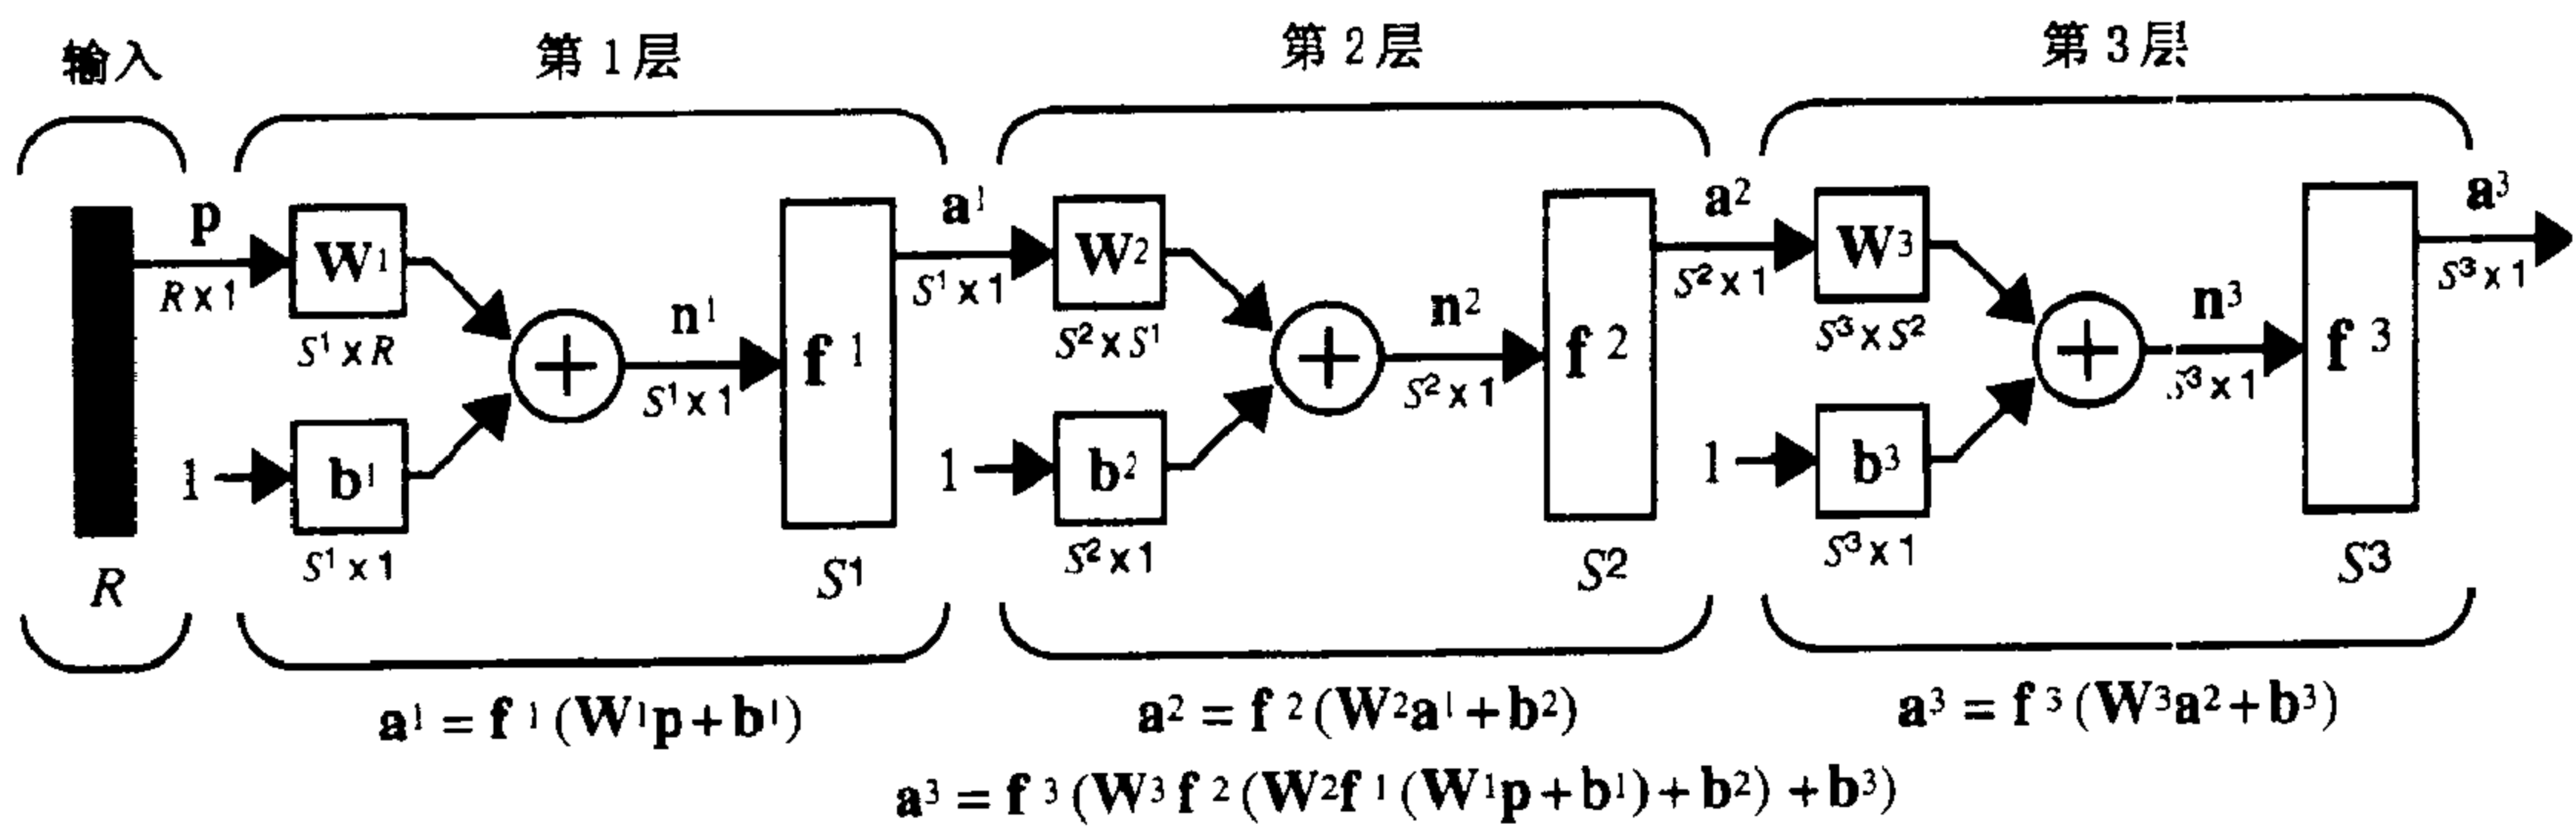 输入 第 1 层 第 2 层 第 3 层
p a¹ a² a³
W¹ W² W³
R x 1 S¹ x 1 S² x 1 S³ x 1
n¹ n² n³
S¹ x R S² x S¹ S³ x S²
f ¹ f ² f ³
S¹ x 1 S² x 1 S³ x 1
1 b¹ 1 b² 1 b³
S¹ x 1 S² x 1 S³ x 1
R S¹ S² S³
a¹ = f ¹ (W¹p + b¹) a² = f ² (W²a¹ + b²) a³ = f ³ (W³a² + b³)
a³ = f ³ (W³ f ² (W²f ¹ (W¹p + b¹) + b²) + b³)